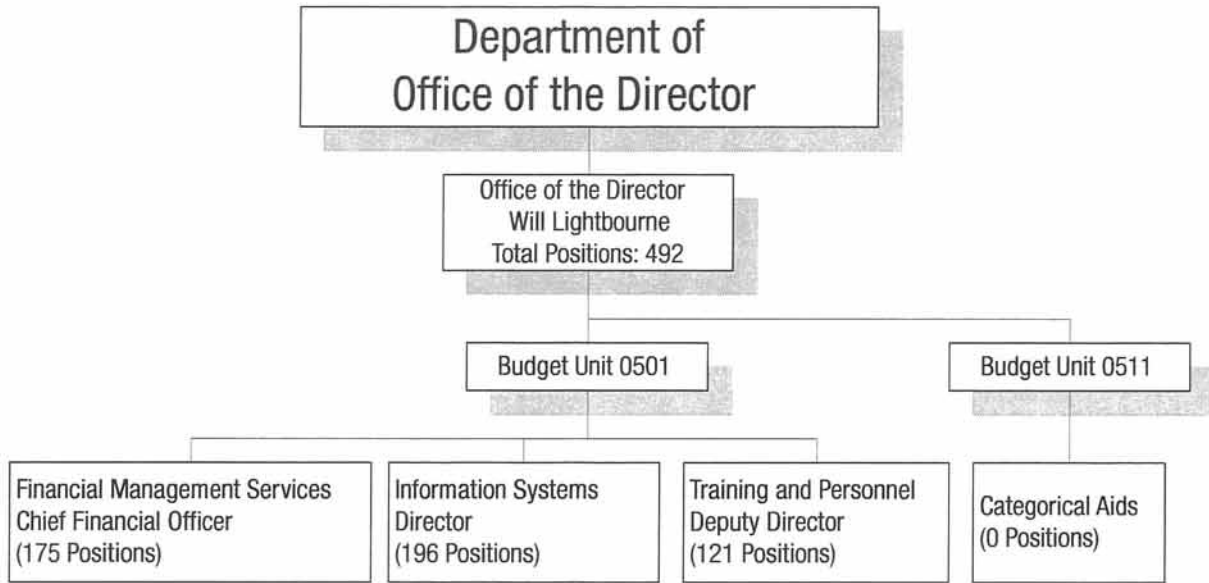 Department of
Office of the Director
Office of the Director
Will Lightbourne
Total Positions: 492
Budget Unit 0501
Budget Unit 0511
Financial Management Services
Chief Financial Officer
(175 Positions)
Information Systems
Director
(196 Positions)
Training and Personnel
Deputy Director
(121 Positions)
Categorical Aids
(0 Positions)